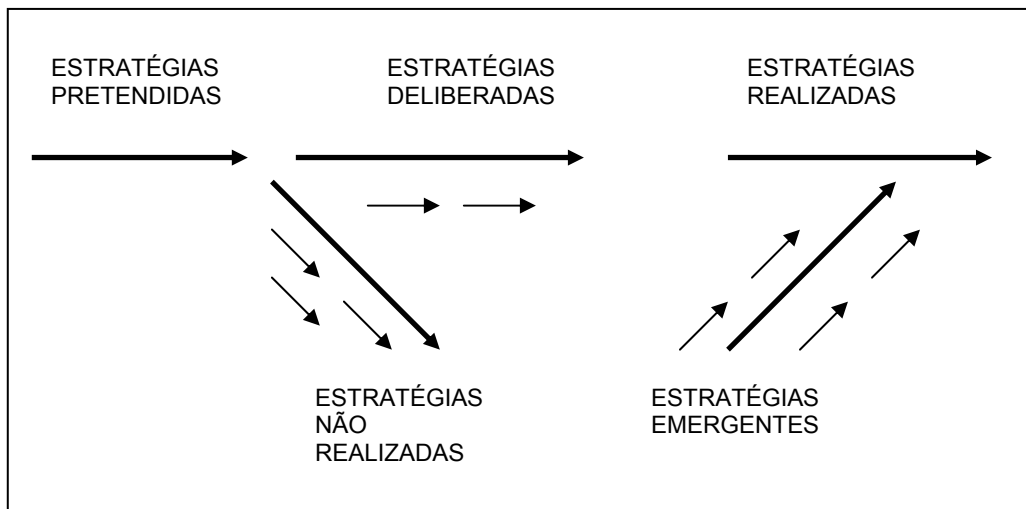 ESTRATÉGIAS
PRETENDIDAS
ESTRATÉGIAS
DELIBERADAS
ESTRATÉGIAS
REALIZADAS
ESTRATÉGIAS
NÃO
REALIZADAS
ESTRATÉGIAS
EMERGENTES